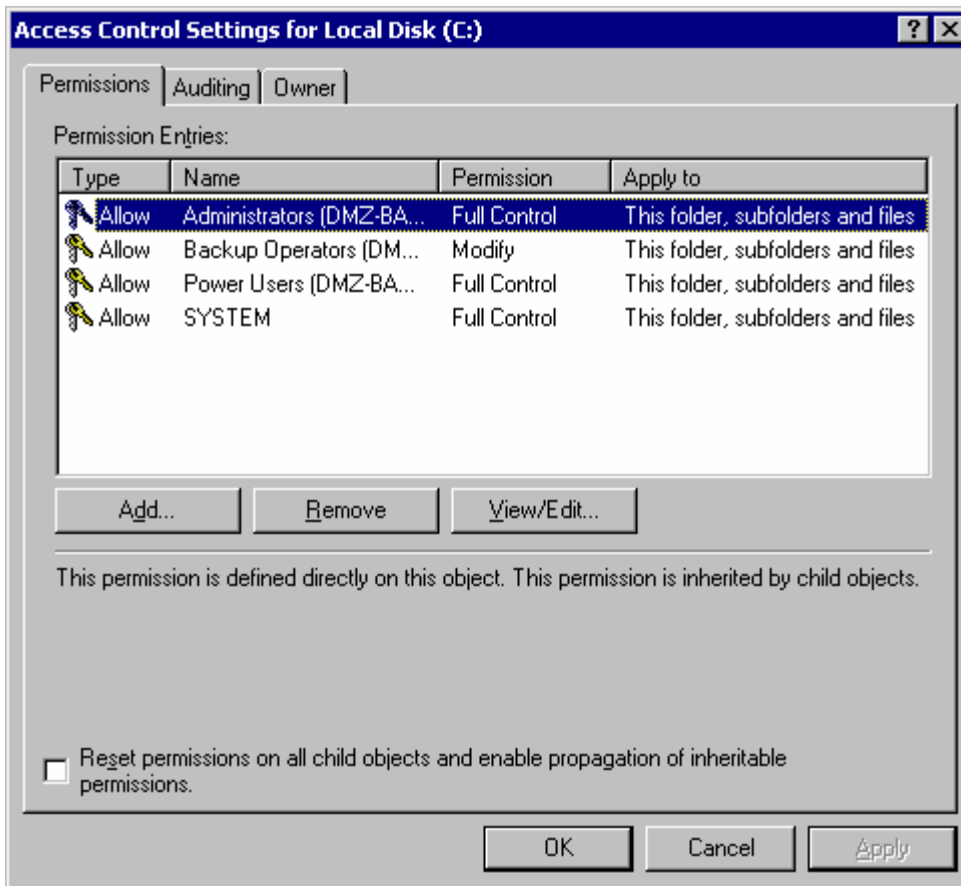 Access Control Settings for Local Disk (C:)
Permissions Auditing Owner
Permission Entries:
Type Name Permission Apply to
Allow Administrators (DMZ-BA... Full Control This folder, subfolders and files
Allow Backup Operators (DM... Modify This folder, subfolders and files
Allow Power Users (DMZ-BA... Full Control This folder, subfolders and files
Allow SYSTEM Full Control This folder, subfolders and files
Add... Remove View/Edit...
This permission is defined directly on this object. This permission is inherited by child objects.
Reset permissions on all child objects and enable propagation of inheritable
permissions.
OK Cancel Apply